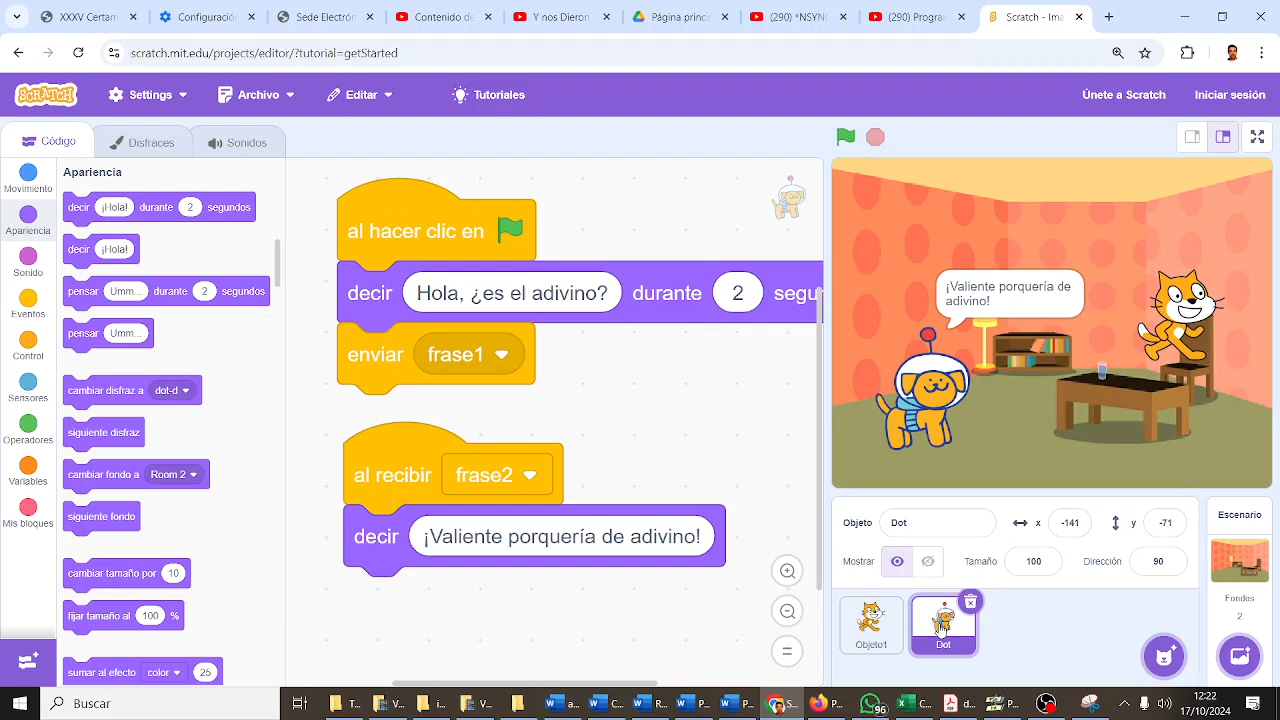 XXV Certan
Configuración
Sede Electrón
Contenido de
Y nos Dieron
Página princi
(290) *NSYNC
(290) Program
Scratch - Ima
scratch.mit.edu/projects/editor/?tutorial=getStarted
SCRATCH
Settings
Archivo
Editar
Tutoriales
Únete a Scratch
Iniciar sesión
Código
Disfraces
Sonidos
Movimiento
Apariencia
Sonido
Eventos
Control
Sensores
Operadores
Variables
Mis bloques
Apariencia
decir ¡Hola! durante 2 segundos
decir ¡Hola!
pensar Umm... durante 2 segundos
pensar Umm...
cambiar disfraz a dot-d
siguiente disfraz
cambiar fondo a Room 2
siguiente fondo
cambiar tamaño por 10
fijar tamaño al 100 %
sumar al efecto color 25
al hacer clic en
decir Hola, ¿es el adivino? durante 2 segu
enviar frase1
al recibir frase2
decir ¡Valiente porquería de adivino!
¡Valiente porquería de
adivino!
Objeto Dot x -141 y -71
Mostrar Tamaño 100 Dirección 90
Objeto1
Dot
Escenario
Fondos
2
Buscar
96
12:22
17/10/2024